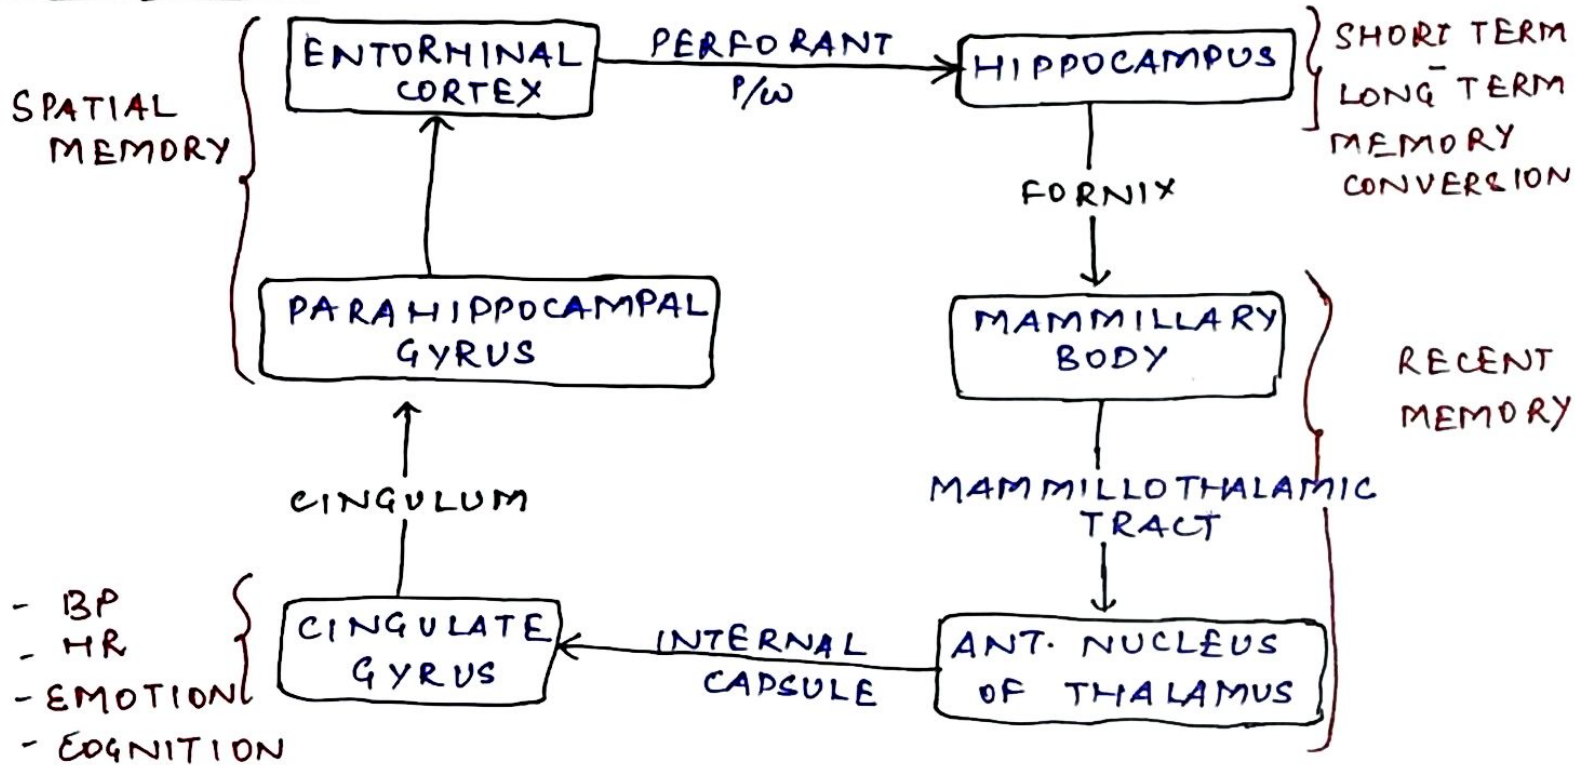 ENTORHINAL
CORTEX
PERFORANT
P/W
HIPPOCAMPUS
SHORT TERM
LONG TERM
MEMORY
CONVERSION
SPATIAL
MEMORY
FORNIX
PARAHIPPOCAMPAL
GYRUS
MAMMILLARY
BODY
RECENT
MEMORY
CINGULUM
MAMMILLOTHALAMIC
TRACT
- BP
- HR
- EMOTION
- COGNITION
CINGULATE
GYRUS
INTERNAL
CAPSULE
ANT. NUCLEUS
OF THALAMUS